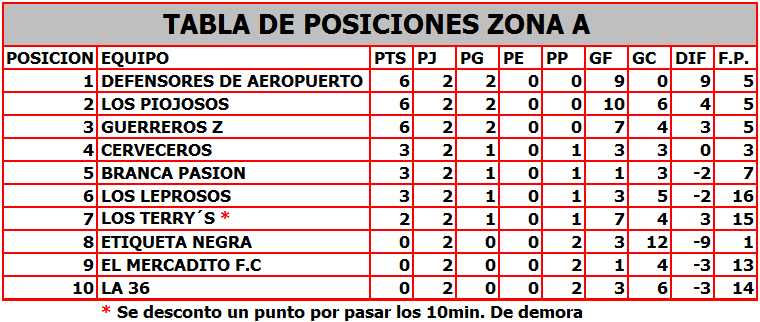 TABLA DE POSICIONES ZONA A
POSICION EQUIPO PTS PJ PG PE PP GF GC DIF F.P.
1 DEFENSORES DE AEROPUERTO 6 2 2 0 0 9 0 9 5
2 LOS PIOJOSOS 6 2 2 0 0 10 6 4 5
3 GUERREROS Z 6 2 2 0 0 7 4 3 5
4 CERVECEROS 3 2 1 0 1 3 3 0 3
5 BRANCA PASION 3 2 1 0 1 1 3 -2 7
6 LOS LEPROSOS 3 2 1 0 1 3 5 -2 16
7 LOS TERRY´S * 2 2 1 0 1 7 4 3 15
8 ETIQUETA NEGRA 0 2 0 0 2 3 12 -9 1
9 EL MERCADITO F.C 0 2 0 0 2 1 4 -3 13
10 LA 36 0 2 0 0 2 3 6 -3 14
* Se desconto un punto por pasar los 10min. De demora